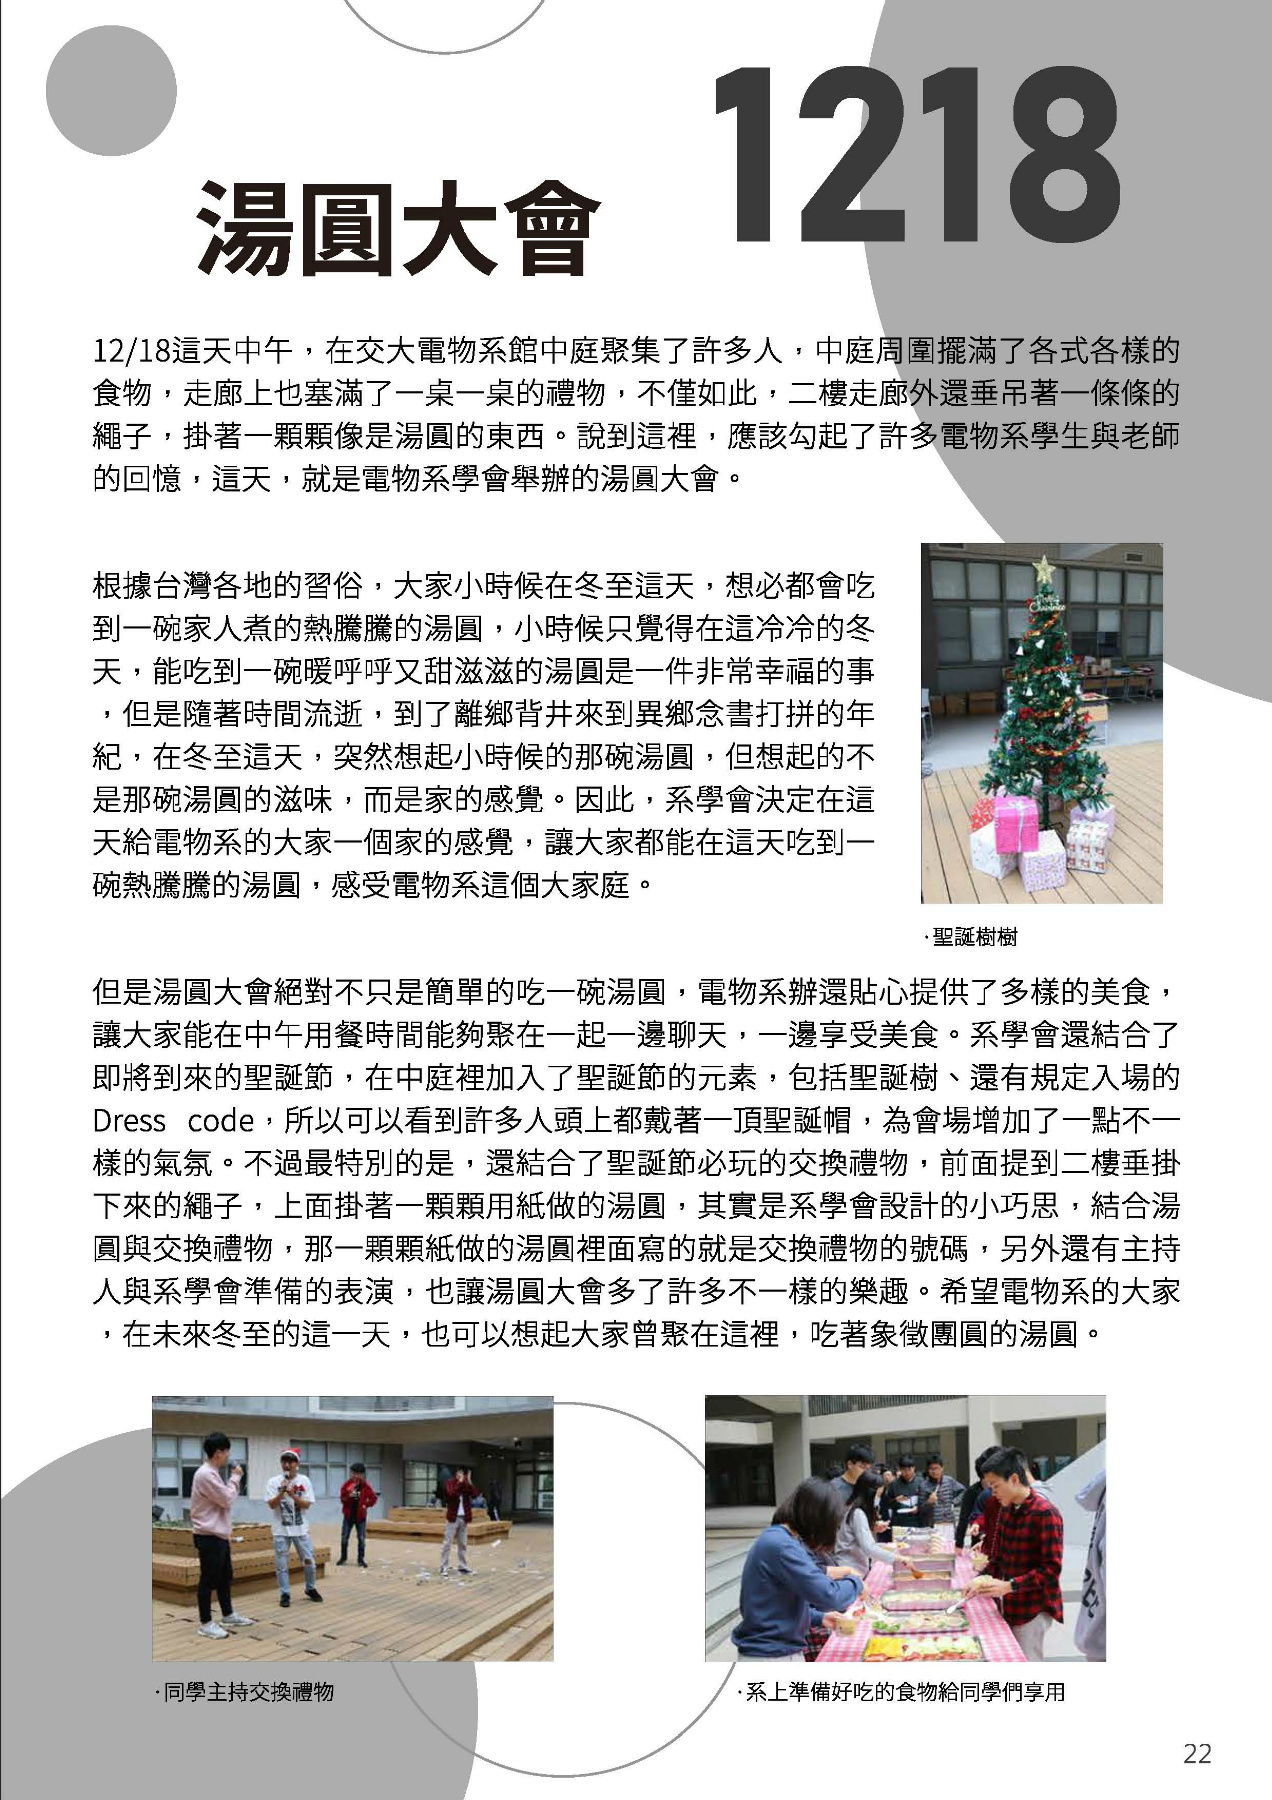 1218
湯圓大會
12/18這天中午，在交大電物系館中庭聚集了許多人，中庭周圍擺滿了各式各樣的
食物，走廊上也塞滿了一桌一桌的禮物，不僅如此，二樓走廊外還垂吊著一條條的
繩子，掛著一顆顆像是湯圓的東西。說到這裡，應該勾起了許多電物系學生與老師
的回憶，這天，就是電物系學會舉辦的湯圓大會。
根據台灣各地的習俗，大家小時候在冬至這天，想必都會吃
到一碗家人煮的熱騰騰的湯圓，小時候只覺得在這冷冷的冬
天，能吃到一碗暖呼呼又甜滋滋的湯圓是一件非常幸福的事
，但是隨著時間流逝，到了離鄉背井來到異鄉念書打拼的年
紀，在冬至這天，突然想起小時候的那碗湯圓，但想起的不
是那碗湯圓的滋味，而是家的感覺。因此，系學會決定在這
天給電物系的大家一個家的感覺，讓大家都能在這天吃到一
碗熱騰騰的湯圓，感受電物系這個大家庭。
·聖誕樹樹
但是湯圓大會絕對不只是簡單的吃一碗湯圓，電物系辦還貼心提供了多樣的美食，
讓大家能在中午用餐時間能夠聚在一起一邊聊天，一邊享受美食。系學會還結合了
即將到來的聖誕節，在中庭裡加入了聖誕節的元素，包括聖誕樹、還有規定入場的
Dress code，所以可以看到許多人頭上都戴著一頂聖誕帽，為會場增加了一點不一
樣的氣氛。不過最特別的是，還結合了聖誕節必玩的交換禮物，前面提到二樓垂掛
下來的繩子，上面掛著一顆顆用紙做的湯圓，其實是系學會設計的小巧思，結合湯
圓與交換禮物，那一顆顆紙做的湯圓裡面寫的就是交換禮物的號碼，另外還有主持
人與系學會準備的表演，也讓湯圓大會多了許多不一樣的樂趣。希望電物系的大家
，在未來冬至的這一天，也可以想起大家曾聚在這裡，吃著象徵團圓的湯圓。
·同學主持交換禮物
·系上準備好吃的食物給同學們享用
22